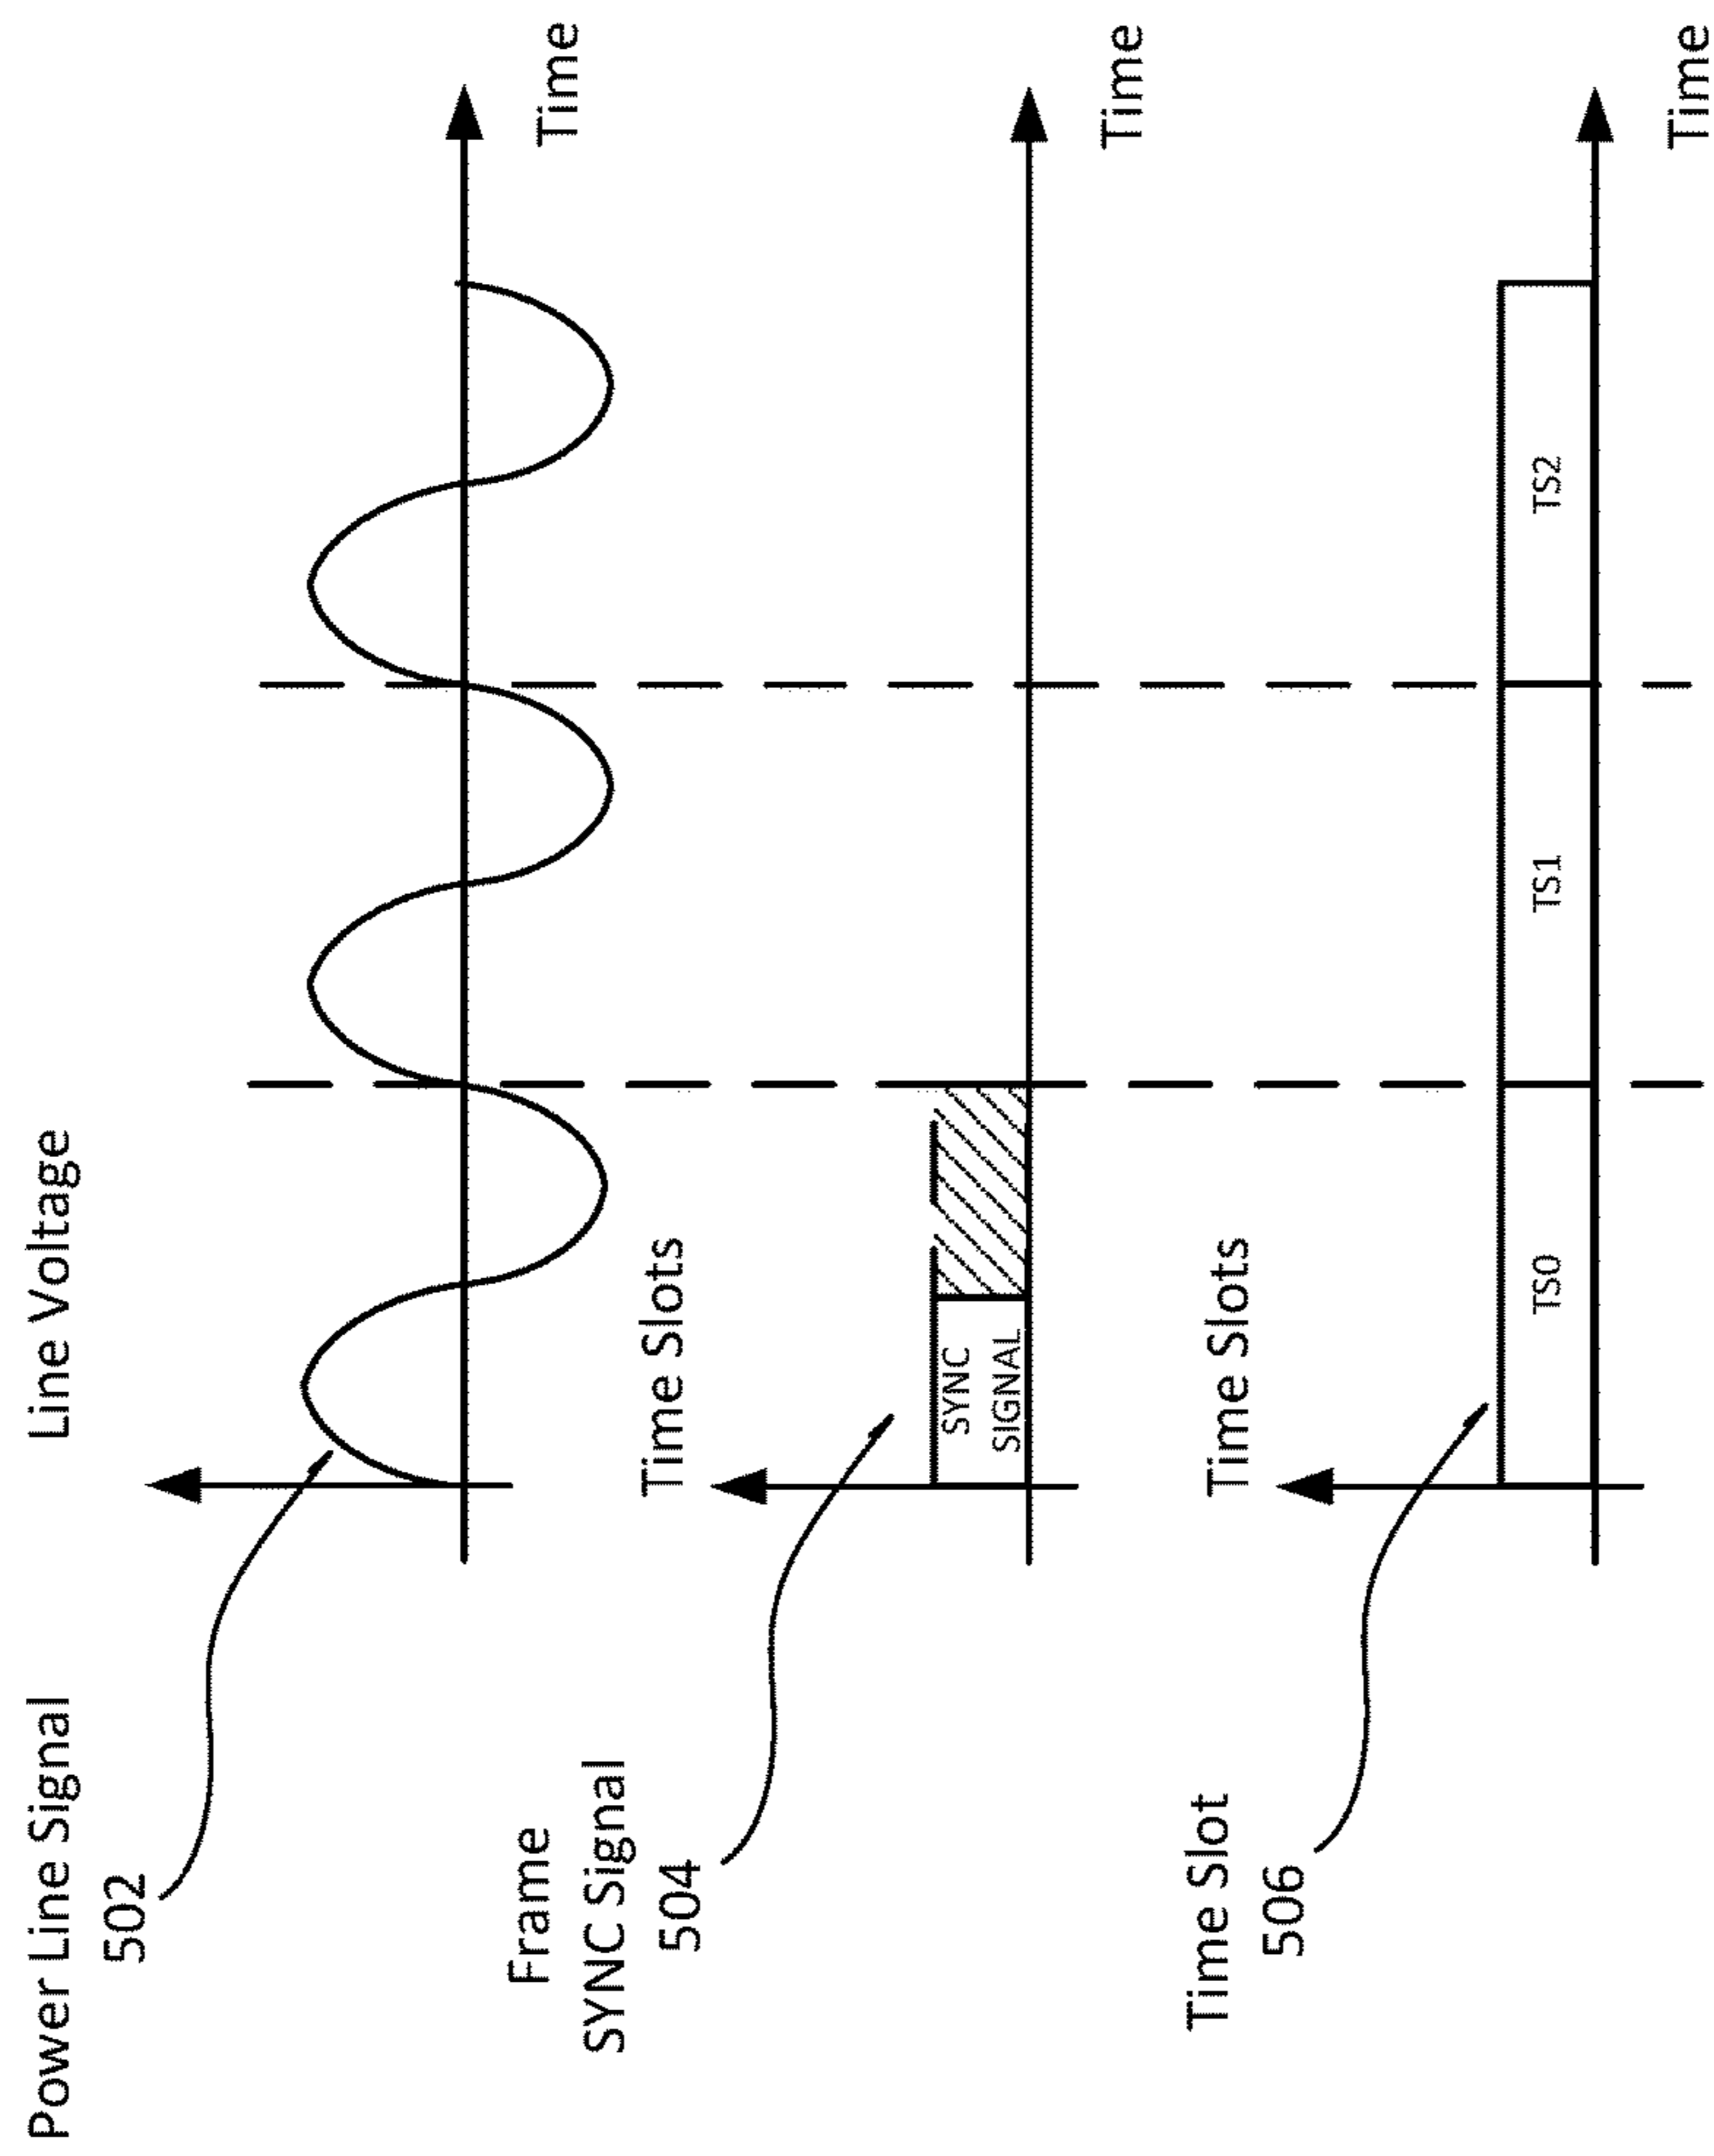 Power Line Signal
502
Line Voltage
Time
Frame
SYNC Signal
504
Time Slots
SYNC
SIGNAL
Time
Time Slot
506
Time Slots
TS0
TS1
TS2
Time